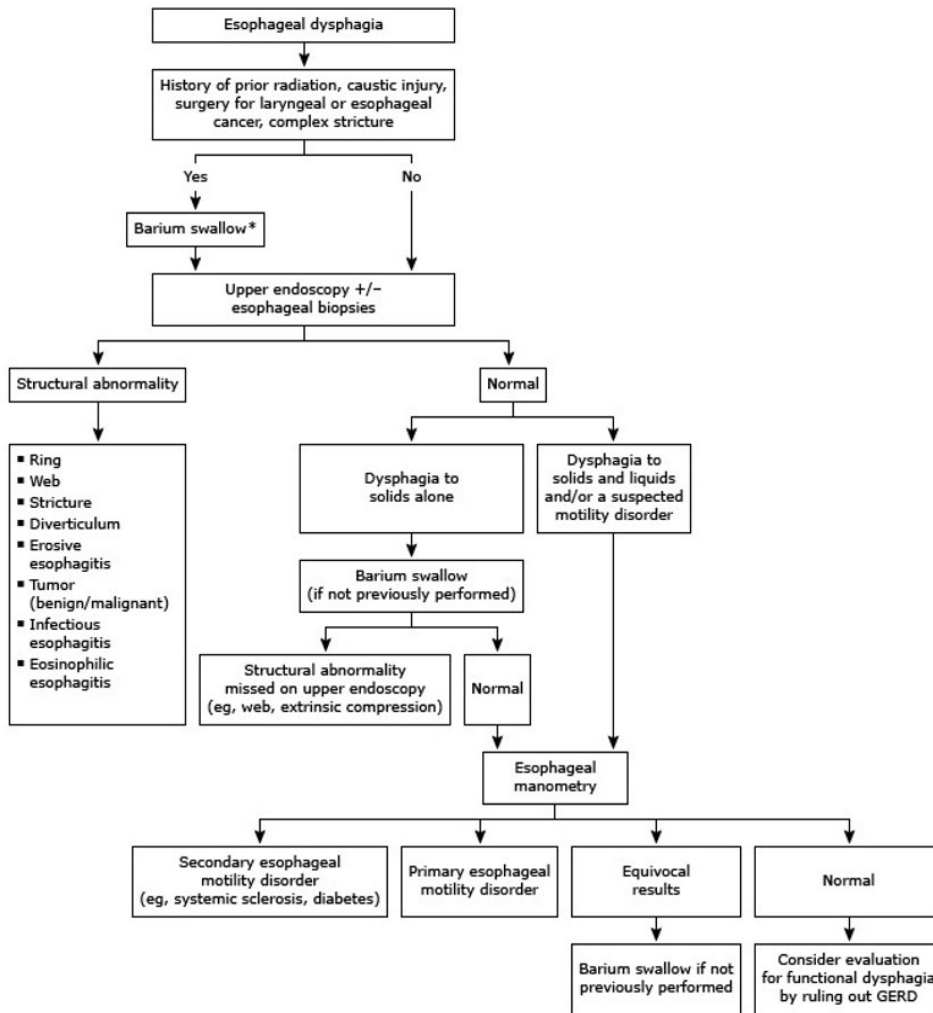 Esophageal dysphagia
History of prior radiation, caustic injury,
surgery for laryngeal or esophageal
cancer, complex stricture
Yes
No
Barium swallow*
Upper endoscopy +/−
esophageal biopsies
Structural abnormality
Normal
▪ Ring
▪ Web
▪ Stricture
▪ Diverticulum
▪ Erosive
esophagitis
▪ Tumor
(benign/malignant)
▪ Infectious
esophagitis
▪ Eosinophilic
esophagitis
Dysphagia to
solids alone
Dysphagia to
solids and liquids
and/or a suspected
motility disorder
Barium swallow
(if not previously performed)
Structural abnormality
missed on upper endoscopy
(eg, web, extrinsic compression)
Normal
Esophageal
manometry
Secondary esophageal
motility disorder
(eg, systemic sclerosis, diabetes)
Primary esophageal
motility disorder
Equivocal
results
Normal
Barium swallow if not
previously performed
Consider evaluation
for functional dysphagia
by ruling out GERD